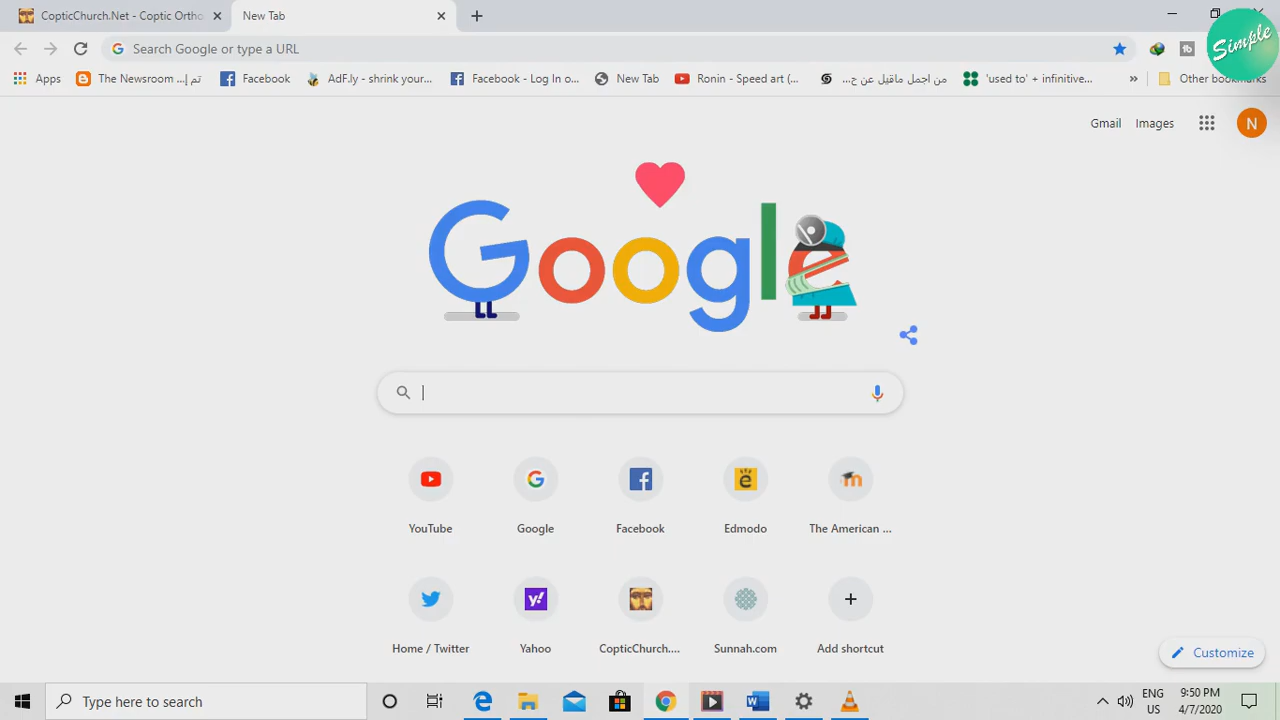 CopticChurch.Net - Coptic Ortho
New Tab
Simple
Search Google or type a URL
Apps
The Newsroom ...تم إ
Facebook
AdF.ly - shrink your...
Facebook - Log In o...
New Tab
Ronin - Speed art (...
من اجمل ماقيل عن ح...
'used to' + infinitive...
»
Other bookmarks
Gmail
Images
N
Google
YouTube
Google
Facebook
Edmodo
The American ...
Home / Twitter
Yahoo
CopticChurch....
Sunnah.com
Add shortcut
Customize
Type here to search
ENG
US
9:50 PM
4/7/2020